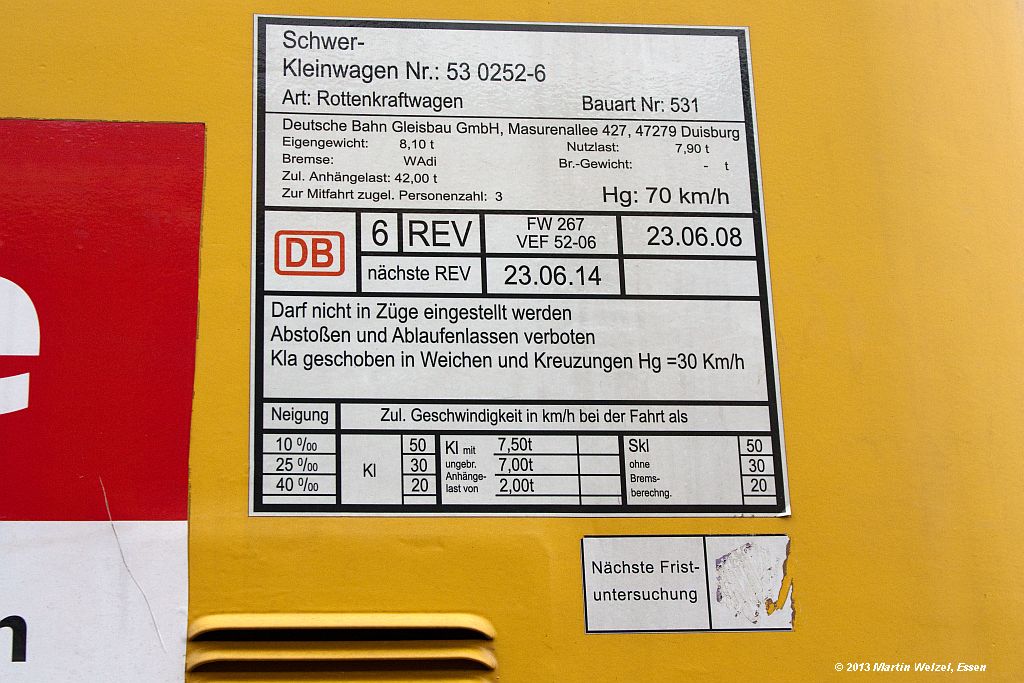 Schwer-
Kleinwagen Nr.: 53 0252-6
Art: Rottenkraftwagen Bauart Nr: 531
Deutsche Bahn Gleisbau GmbH, Masurenallee 427, 47279 Duisburg
Eigengewicht: 8,10 t Nutzlast: 7,90 t
Bremse: WAdi Br.-Gewicht: - t
Zul. Anhängelast: 42,00 t
Zur Mitfahrt zugel. Personenzahl: 3 Hg: 70 km/h
DB 6 REV FW 267 23.06.08
VEF 52-06
nächste REV 23.06.14
Darf nicht in Züge eingestellt werden
Abstoßen und Ablaufenlassen verboten
Kla geschoben in Weichen und Kreuzungen Hg =30 Km/h
Neigung Zul. Geschwindigkeit in km/h bei der Fahrt als
10 0/00 Kl 50 Kl mit 7,50t Skl 50
25 0/00 30 ungebr. 7,00t ohne 30
Anhänge- Brems-
40 0/00 20 last von 2,00t berechng. 20
Nächste Frist-
untersuchung
e
n
© 2013 Martin Welzel, Essen